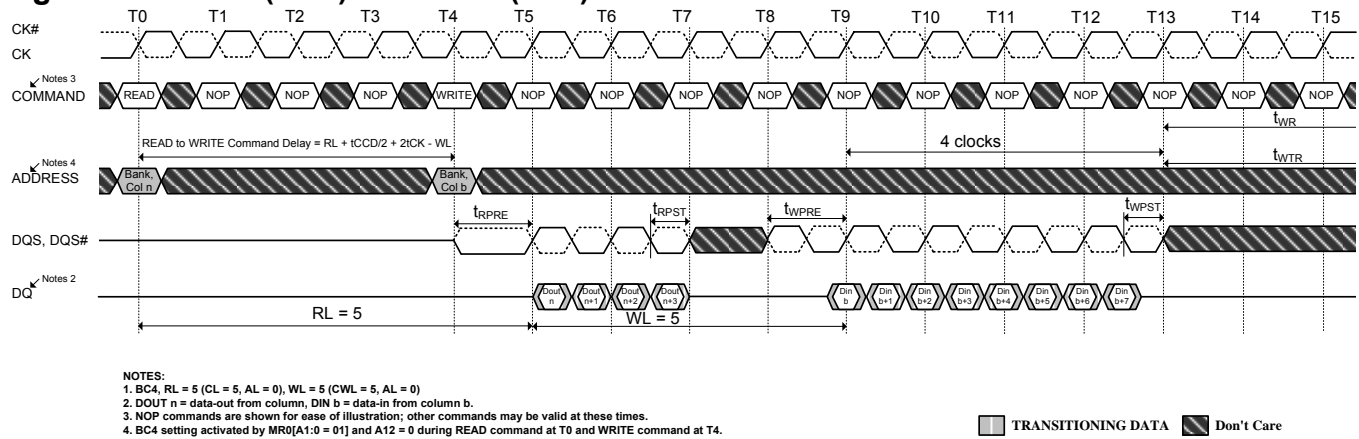 T0 T1 T2 T3 T4 T5 T6 T7 T8 T9 T10 T11 T12 T13 T14 T15
CK#
CK
Notes 3
COMMAND READ NOP NOP NOP WRITE NOP NOP NOP NOP NOP NOP NOP NOP NOP NOP NOP
tWR
READ to WRITE Command Delay = RL + tCCD/2 + 2tCK - WL
4 clocks
tWTR
Notes 4
ADDRESS
Bank, Col n
Bank, Col b
tRPRE tRPST tWPRE tWPST
DQS, DQS#
Notes 2
DQ
Dout n
Dout n+1
Dout n+2
Dout n+3
Din b
Din b+1
Din b+2
Din b+3
Din b+4
Din b+5
Din b+6
Din b+7
RL = 5 WL = 5
NOTES:
1. BC4, RL = 5 (CL = 5, AL = 0), WL = 5 (CWL = 5, AL = 0)
2. DOUT n = data-out from column, DIN b = data-in from column b.
3. NOP commands are shown for ease of illustration; other commands may be valid at these times.
4. BC4 setting activated by MR0[A1:0 = 01] and A12 = 0 during READ command at T0 and WRITE command at T4.
TRANSITIONING DATA Don't Care